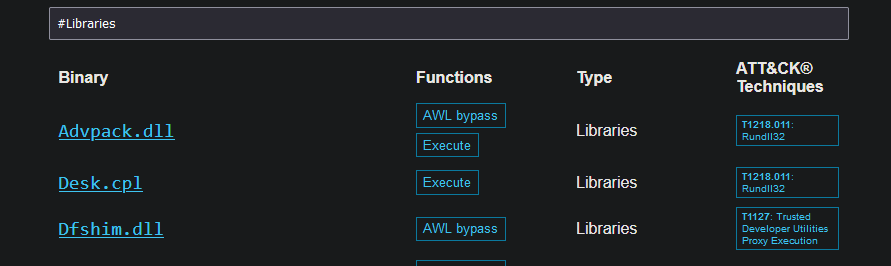 #Libraries
Binary Functions Type ATT&CK®
Techniques
Advpack.dll AWL bypass Libraries T1218.011:
Execute Rundll32
Desk.cpl Execute Libraries T1218.011:
Rundll32
Dfshim.dll AWL bypass Libraries T1127: Trusted
Developer Utilities
Proxy Execution